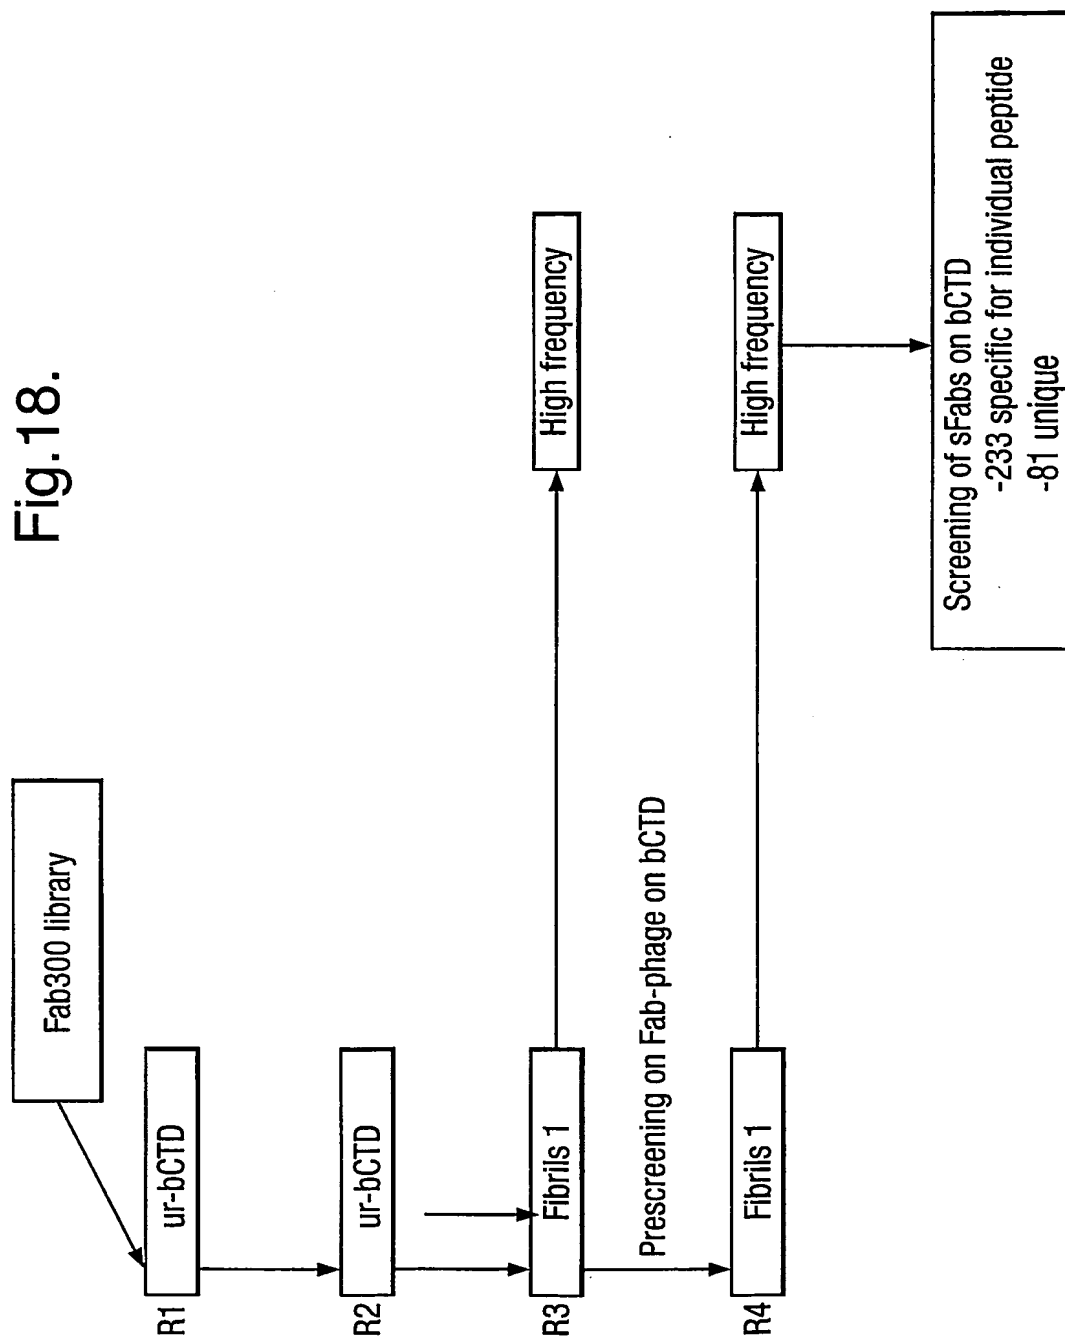 Fig.18.
Fab300 library
R1
ur-bCTD
R2
ur-bCTD
R3
Fibrils 1
High frequency
Prescreening on Fab-phage on bCTD
R4
Fibrils 1
High frequency
Screening of sFabs on bCTD
-233 specific for individual peptide
-81 unique